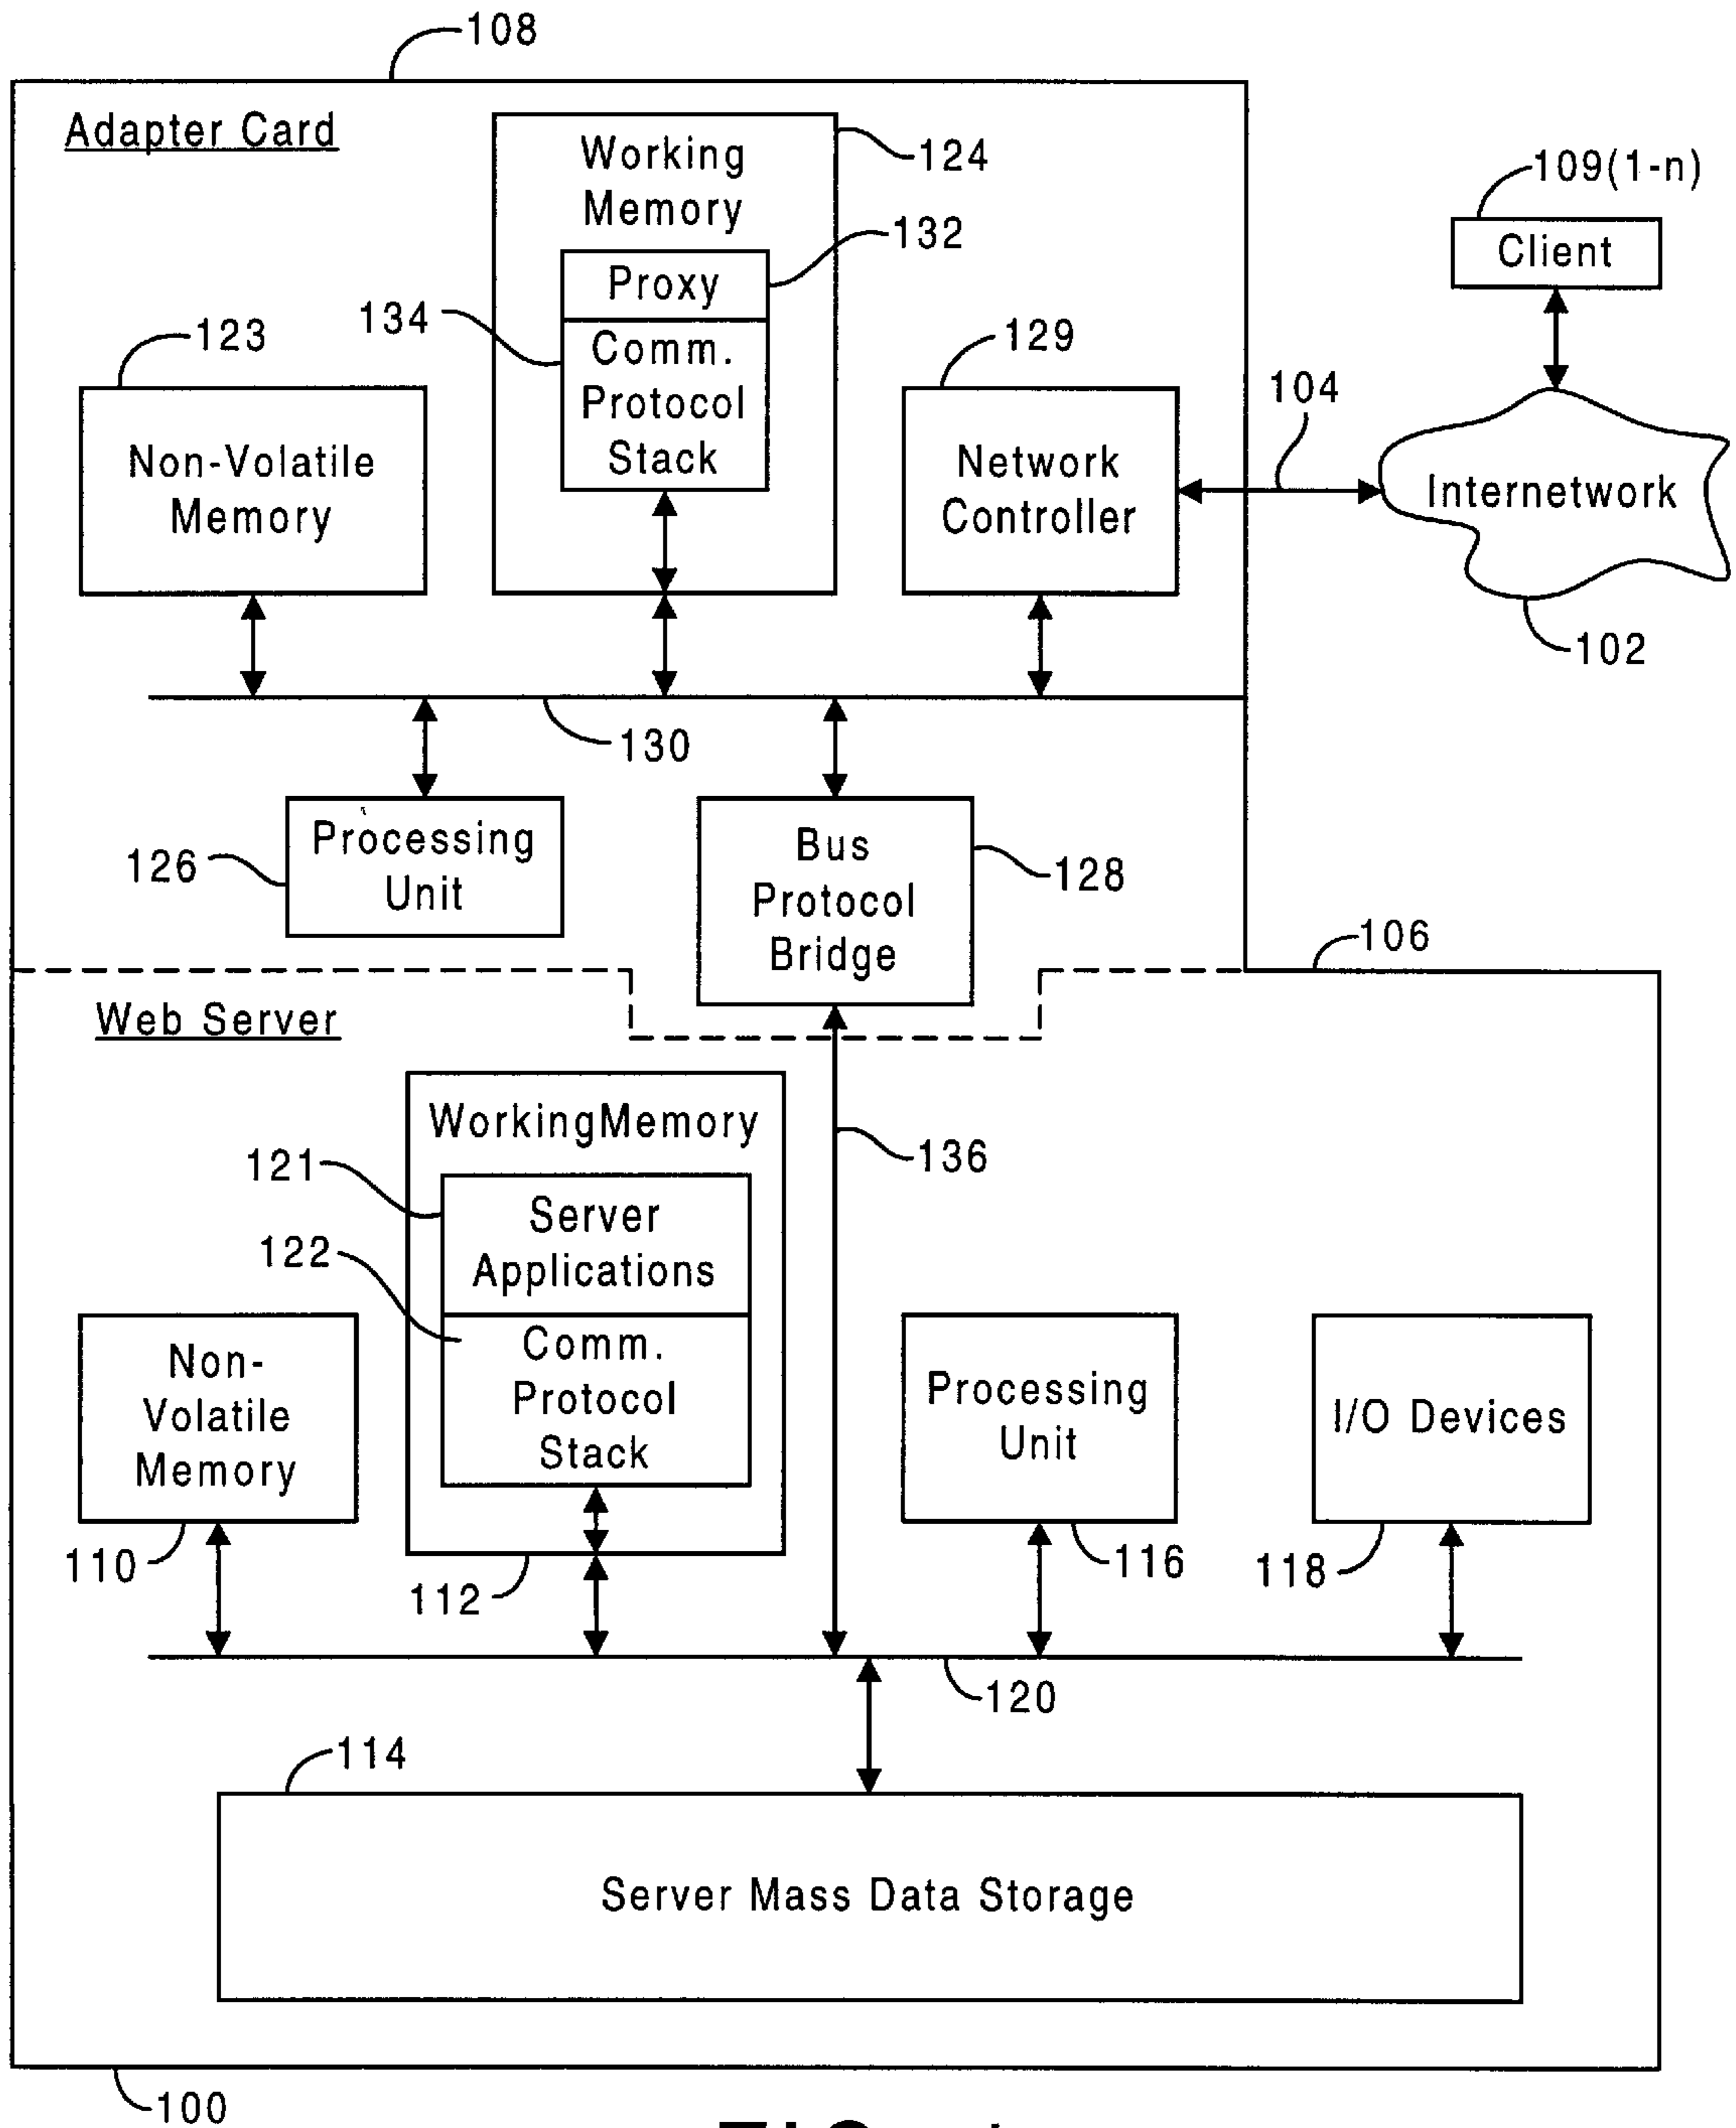 108
Adapter Card
Working
Memory
124
109(1-n)
Client
132
Proxy
134
Comm.
Protocol
Stack
123
Non-Volatile
Memory
129
Network
Controller
104
Internetwork
102
130
126
Processing
Unit
Bus
Protocol
Bridge
128
106
Web Server
WorkingMemory
136
121
Server
Applications
122
Comm.
Protocol
Stack
Non-
Volatile
Memory
Processing
Unit
I/O Devices
110
112
116
118
120
114
Server Mass Data Storage
100